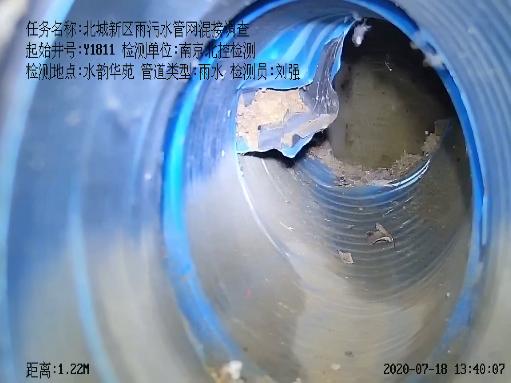 任务名称:北城新区雨污水管网混接调查
起始井号:Y1811 检测单位:南京北控检测
检测地点:水韵华苑 管道类型:雨水 检测员:刘强
距离:1.22M
2020-07-18 13:40:07